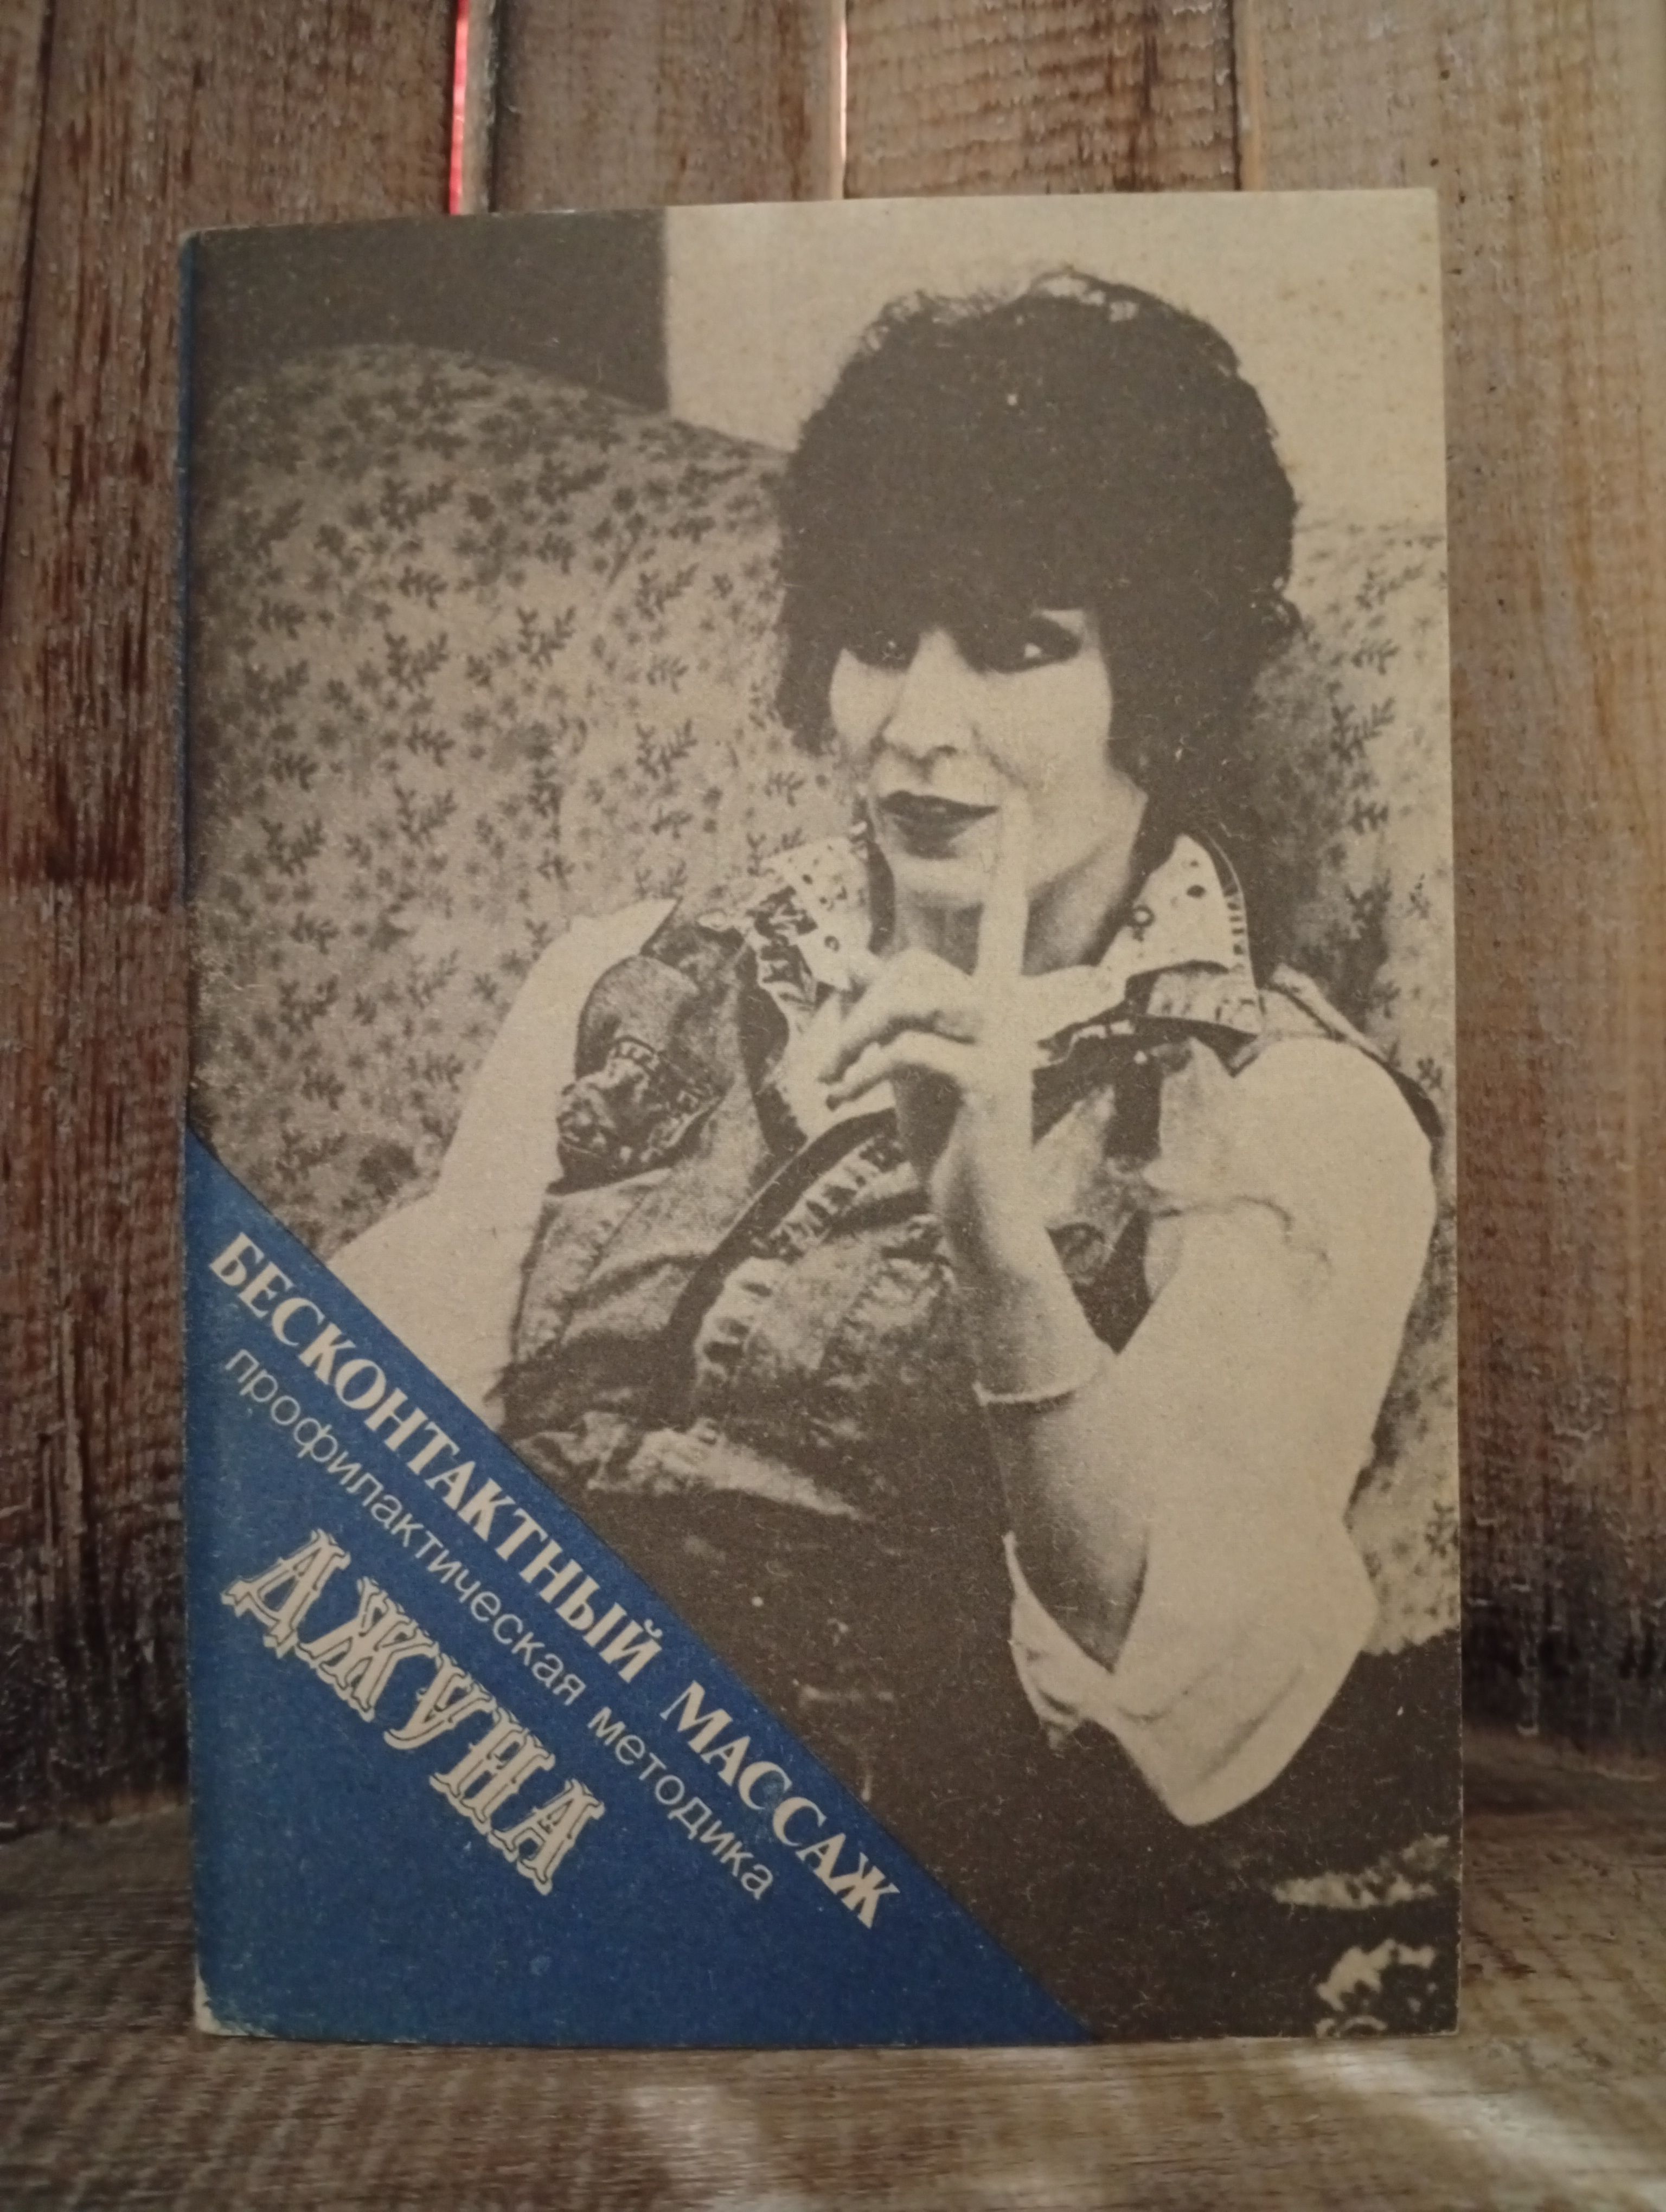 БЕСКОНТАКТНЫЙ МАССАЖ
профилактическая методика
ДЖУНА